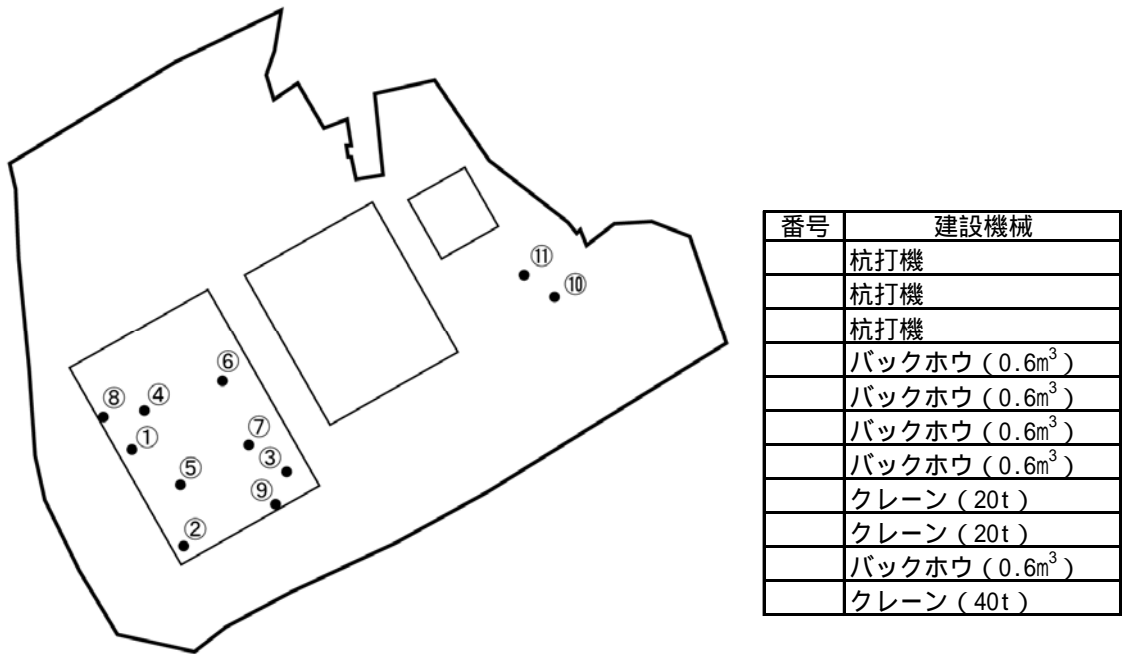 ⑪
⑩
⑥
⑧
④
①
⑦
③
⑤
⑨
②
番号 建設機械
杭打機
杭打機
杭打機
バックホウ(0.6m³)
バックホウ(0.6m³)
バックホウ(0.6m³)
バックホウ(0.6m³)
クレーン(20t)
クレーン(20t)
バックホウ(0.6m³)
クレーン(40t)